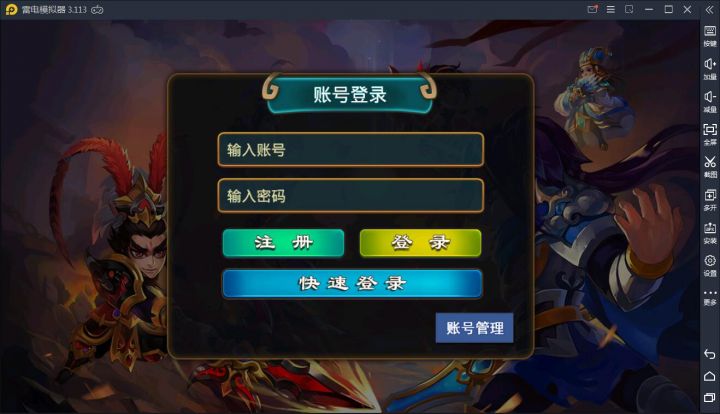 雷电模拟器 3.113
账号登录
输入账号
输入密码
注 册
登 录
快 速 登 录
账号管理
按键
加量
减量
全屏
截图
多开
安装
设置
更多